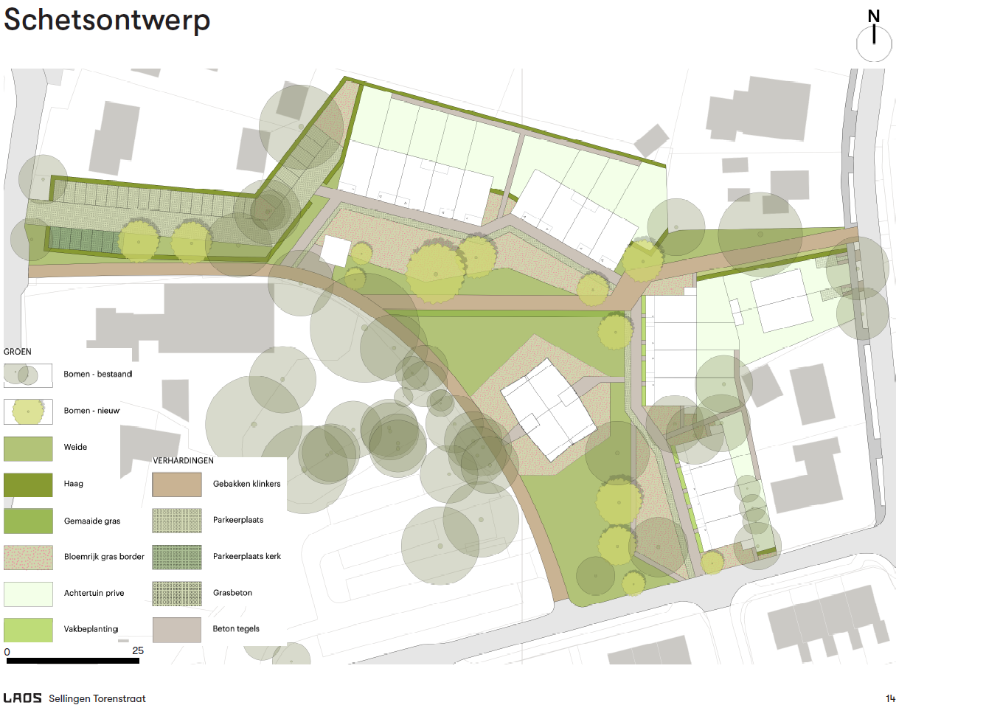 Schetsontwerp
N
GROEN
Bomen - bestaand
Bomen - nieuw
Weide
Haag
Gemaaide gras
Bloemrijk gras border
Achtertuin prive
Vakbeplanting
VERHARDINGEN
Gebakken klinkers
Parkeerplaats
Parkeerplaats kerk
Grasbeton
Beton tegels
0 25
LAOS Sellingen Torenstraat
14